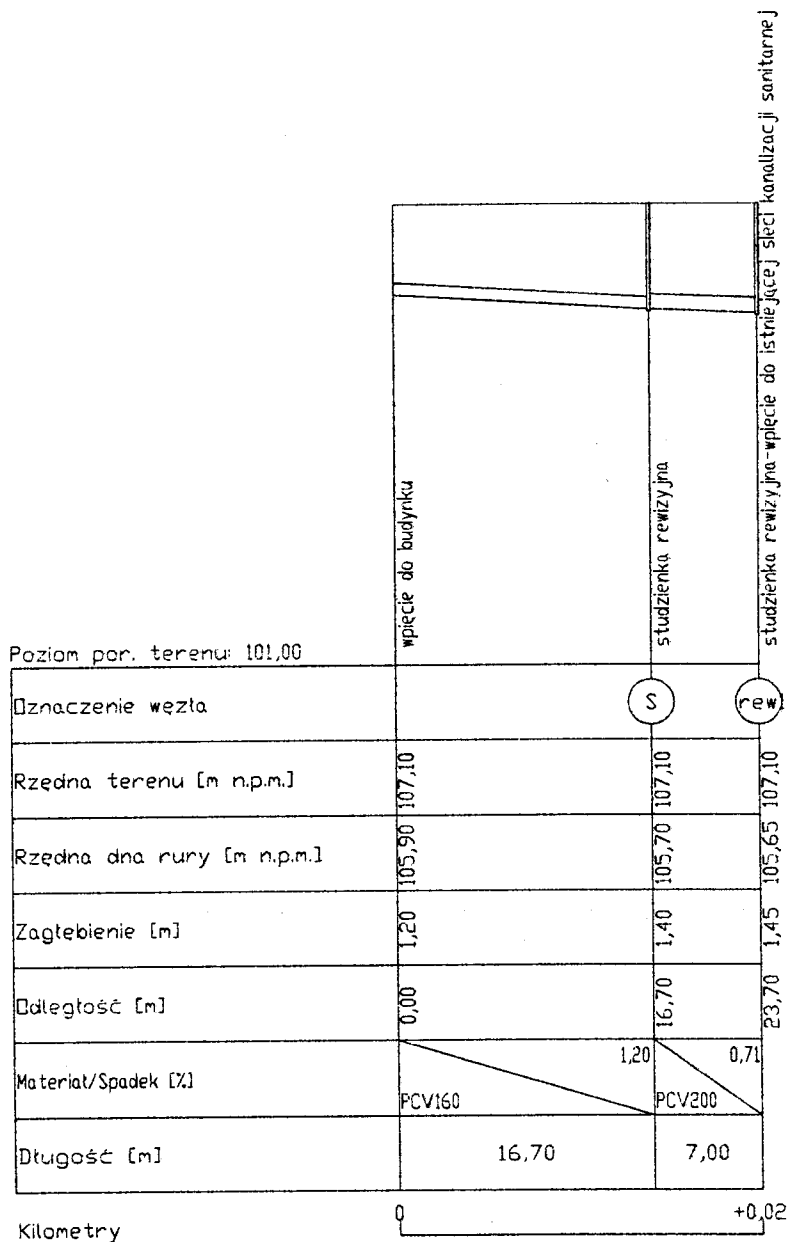 studzienka rewizyjna-wpięcie do istniejącej sieci kanalizacji sanitarnej
studzienka rewizyjna
wpięcie do budynku
Poziom por. terenu: 101,00
Oznaczenie węzła S rew
Rzędna terenu [m n.p.m.] 107,10 107,10 107,10
Rzędna dna rury [m n.p.m.] 105,90 105,70 105,65
Zagłębienie [m] 1,20 1,40 1,45
Odległość [m] 0,00 16,70 23,70
Materiał/Spadek [%] PCV160 1,20 PCV200 0,71
Długość [m] 16,70 7,00
Kilometry 0 +0,02